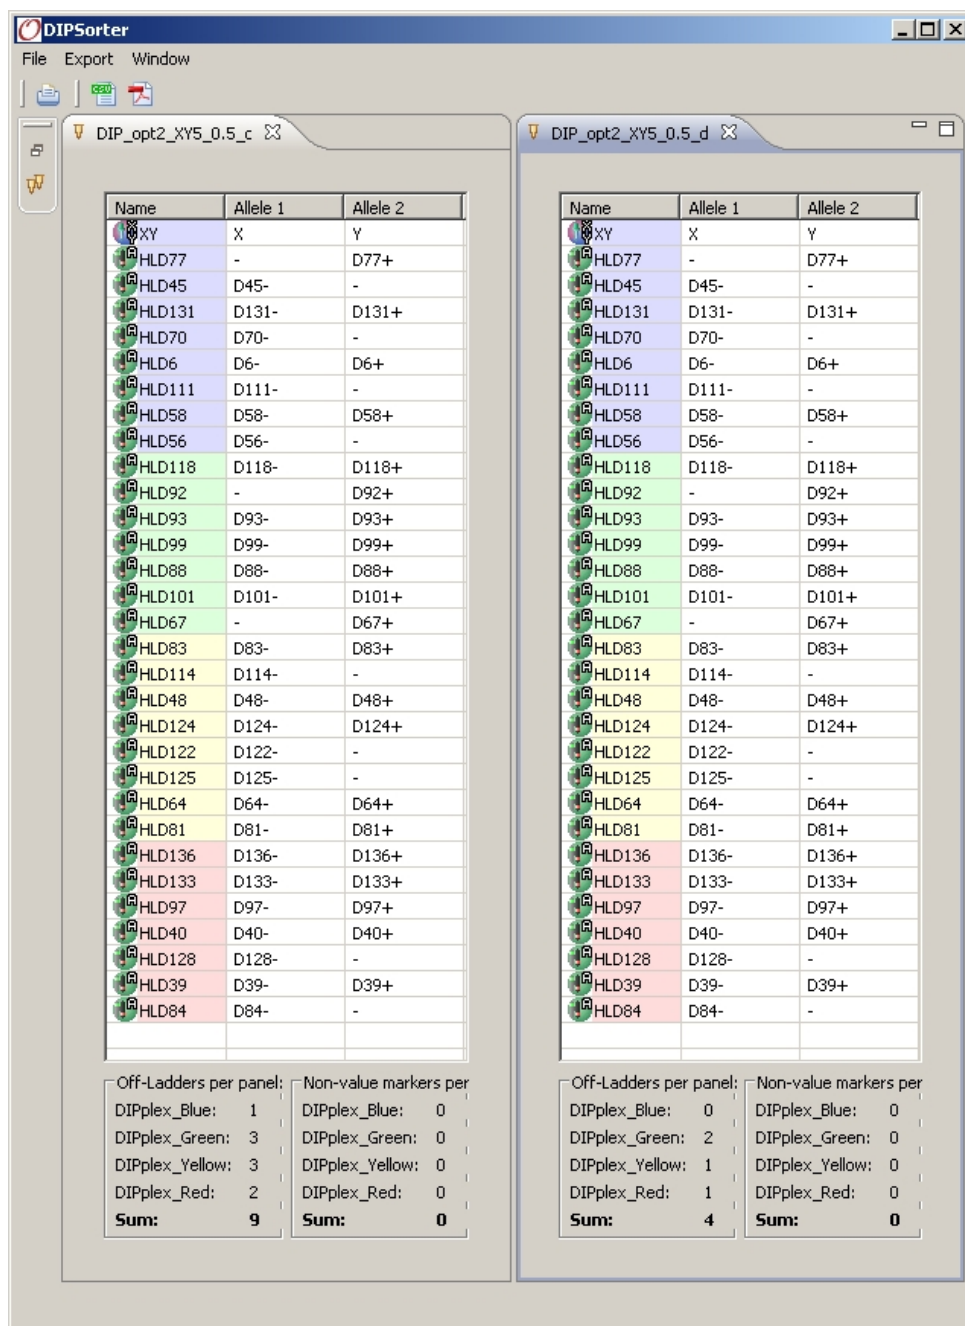 DIPSorter
File Export Window
DIP_opt2_XY5_0.5_c
Name Allele 1 Allele 2
XY X Y
HLD77 - D77+
HLD45 D45- -
HLD131 D131- D131+
HLD70 D70- -
HLD6 D6- D6+
HLD111 D111- -
HLD58 D58- D58+
HLD56 D56- -
HLD118 D118- D118+
HLD92 - D92+
HLD93 D93- D93+
HLD99 D99- D99+
HLD88 D88- D88+
HLD101 D101- D101+
HLD67 - D67+
HLD83 D83- D83+
HLD114 D114- -
HLD48 D48- D48+
HLD124 D124- D124+
HLD122 D122- -
HLD125 D125- -
HLD64 D64- D64+
HLD81 D81- D81+
HLD136 D136- D136+
HLD133 D133- D133+
HLD97 D97- D97+
HLD40 D40- D40+
HLD128 D128- -
HLD39 D39- D39+
HLD84 D84- -
Off-Ladders per panel:
DIPplex_Blue: 1
DIPplex_Green: 3
DIPplex_Yellow: 3
DIPplex_Red: 2
Sum: 9
Non-value markers per
DIPplex_Blue: 0
DIPplex_Green: 0
DIPplex_Yellow: 0
DIPplex_Red: 0
Sum: 0
DIP_opt2_XY5_0.5_d
Name Allele 1 Allele 2
XY X Y
HLD77 - D77+
HLD45 D45- -
HLD131 D131- D131+
HLD70 D70- -
HLD6 D6- D6+
HLD111 D111- -
HLD58 D58- D58+
HLD56 D56- -
HLD118 D118- D118+
HLD92 - D92+
HLD93 D93- D93+
HLD99 D99- D99+
HLD88 D88- D88+
HLD101 D101- D101+
HLD67 - D67+
HLD83 D83- D83+
HLD114 D114- -
HLD48 D48- D48+
HLD124 D124- D124+
HLD122 D122- -
HLD125 D125- -
HLD64 D64- D64+
HLD81 D81- D81+
HLD136 D136- D136+
HLD133 D133- D133+
HLD97 D97- D97+
HLD40 D40- D40+
HLD128 D128- -
HLD39 D39- D39+
HLD84 D84- -
Off-Ladders per panel:
DIPplex_Blue: 0
DIPplex_Green: 2
DIPplex_Yellow: 1
DIPplex_Red: 1
Sum: 4
Non-value markers per
DIPplex_Blue: 0
DIPplex_Green: 0
DIPplex_Yellow: 0
DIPplex_Red: 0
Sum: 0